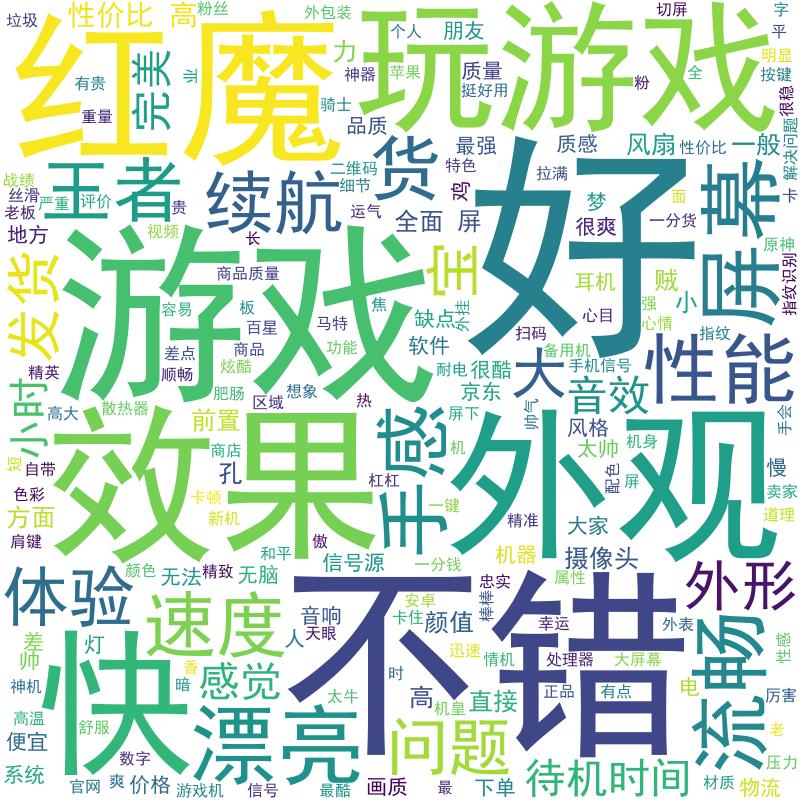 垃圾
性价比
高
粉丝
外包装
切屏
字
平
红魔
玩游戏
完美
有贵
业
力
神器
个人
朋友
苹果
质量
挺好用
粉
全
明显
按键
很稳
重量
骑士
品质
最强
质感
风扇
性价比
一般
解决问题
战绩
丝滑
老板
严重
评价
贵
王者
续航
二维码
细节
货
特色
鸡
拉满
梦
很爽
面
一分货
卡
屏幕
好
地方
视频
运气
长
全面
屏
原神
指纹识别
发货
游戏
商品质量
宝
耳机
贼
小
容易
板
百星
马特
焦
功能
缺点
外挂
软件
扫码
心目
强
心情
指纹
差点
顺畅
商品
炫酷
精英
肥肠
想象
耐电
很酷
备用机
手机信号
大
性能
小时
高大
散热器
区域
热
京东
屏下
帅气
音效
风格
手会
前置
效果
手感
外观
商店
机
太帅
机身
配色
屏
短
自带
色彩
卡顿
孔
杠杠
一键
慢
卖家
方面
新机
傲
精准
大家
道理
肩键
和平
信号源
一分钱
机器
摄像头
体验
颜色
无法
精致
无脑
安卓
忠实
棒棒
属性
外形
速度
不错
音响
天眼
人
卡住
颜值
幸运
外表
流畅
性感
差
帅
灯
快
香
迅速
情机
处理器
大屏幕
神机
感觉
暗
时
太牛
高
直接
正品
有点
电
厉害
高温
舒服
漂亮
机皇
问题
老
便宜
待机时间
压力
系统
数字
官网
爽
价格
游戏机
信号
最酷
画质
最
下单
材质
物流